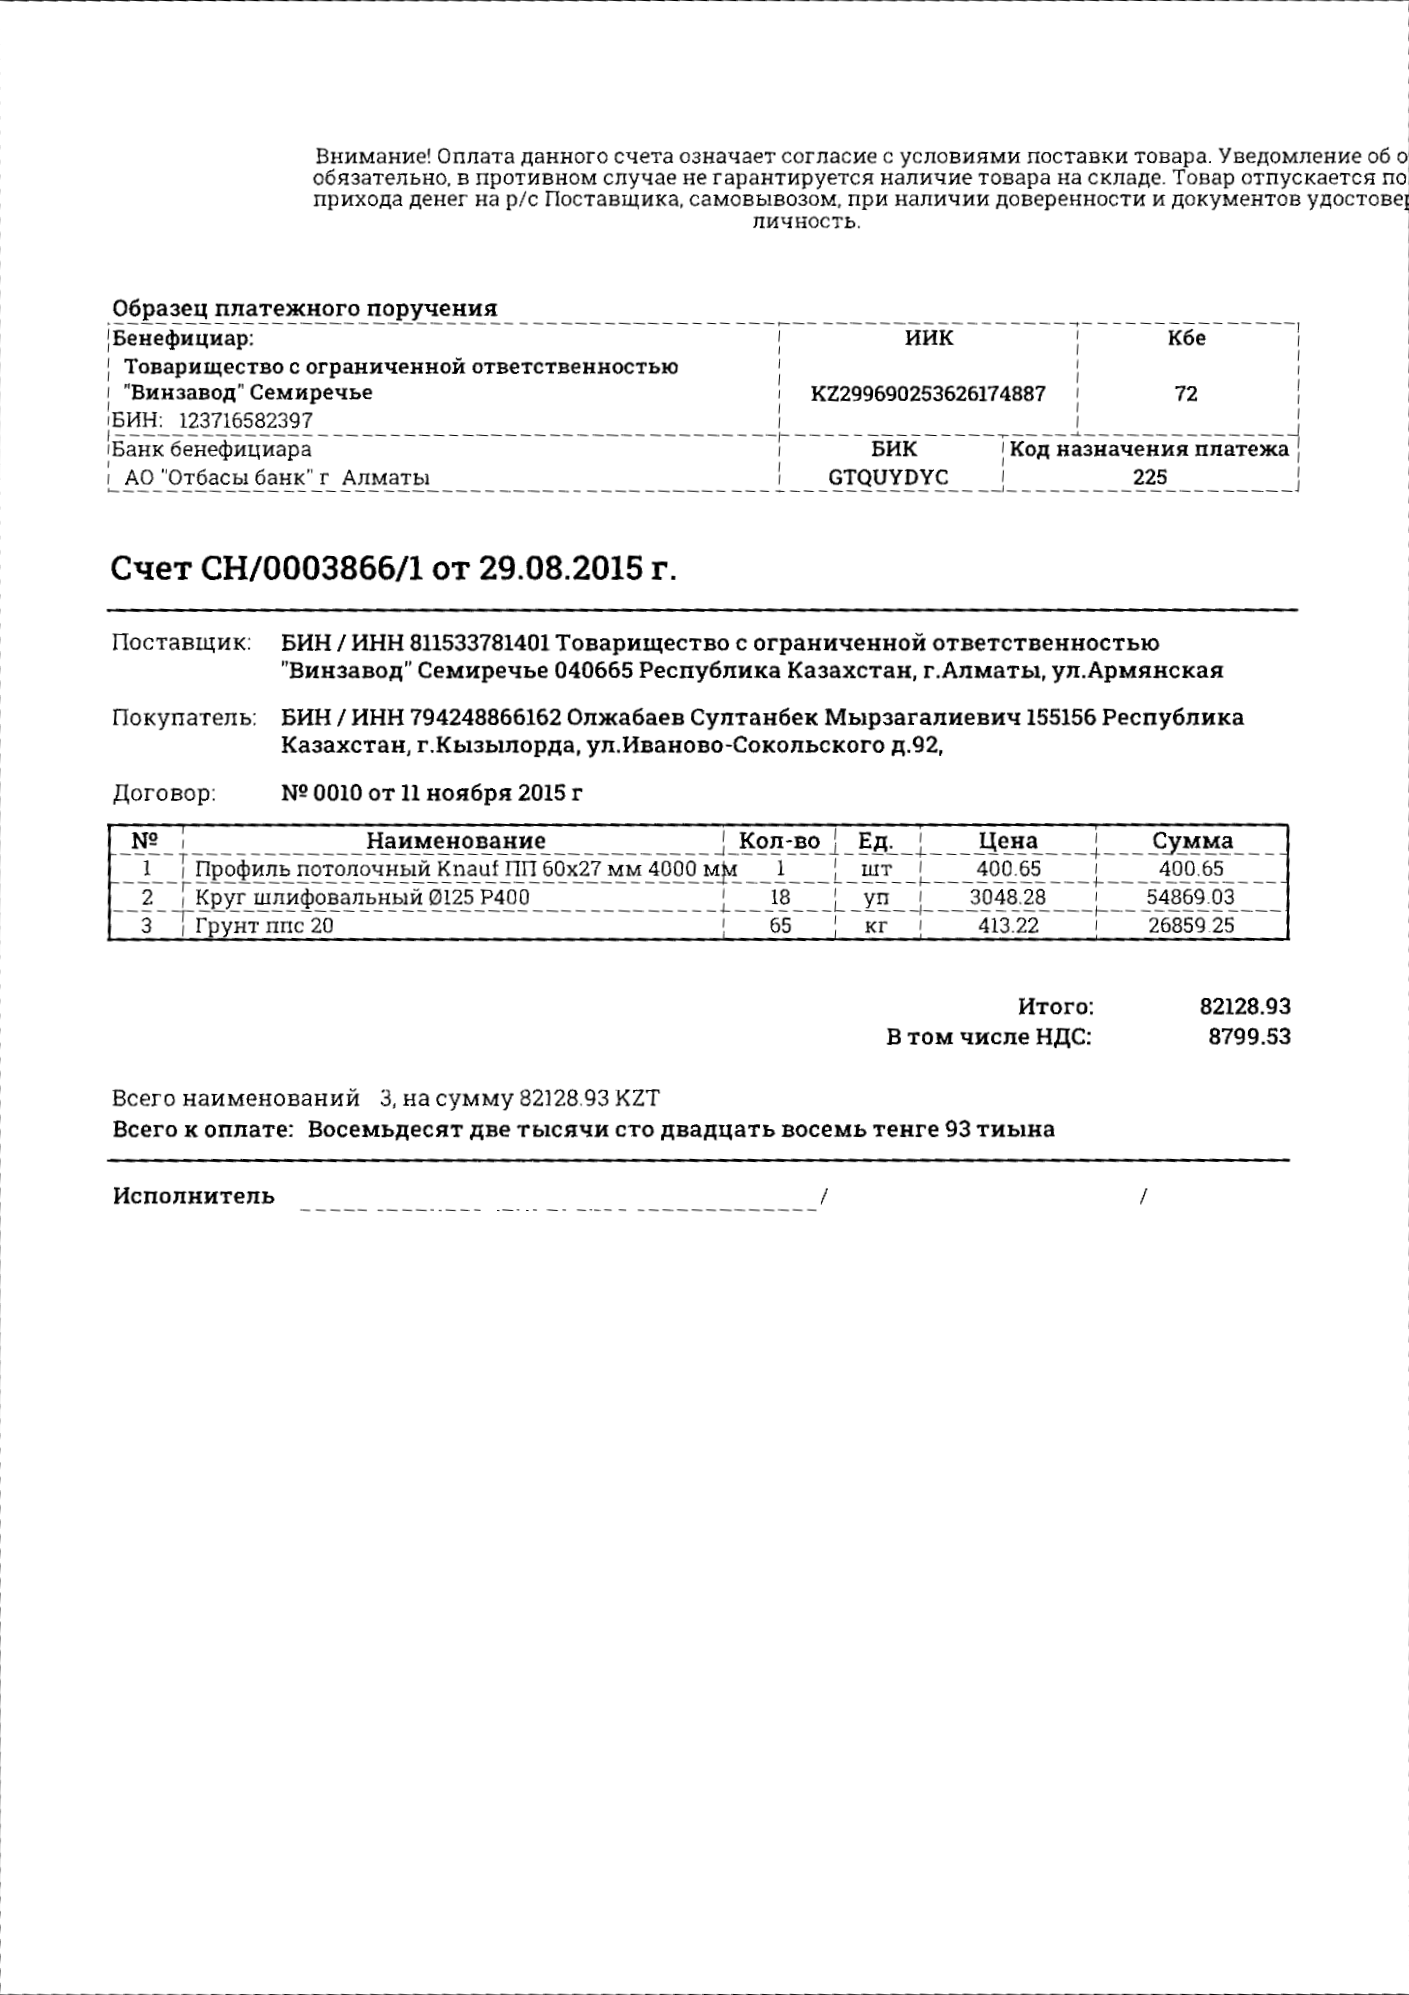 Внимание! Оплата данного счета означает согласие с условиями поставки товара. Уведомление об о
обязательно, в противном случае не гарантируется наличие товара на складе. Товар отпускается по
прихода денег на р/с Поставщика, самовывозом, при наличии доверенности и документов удостовер
личность.
Образец платежного поручения
Бенефициар: ИИК Кбе
Товарищество с ограниченной ответственностью
"Винзавод" Семиречье KZ299690253626174887 72
БИН: 123716582397
Банк бенефициара БИК Код назначения платежа
АО "Отбасы банк" г Алматы GTQUYDYC 225
Счет CH/0003866/1 от 29.08.2015 г.
Поставщик: БИН / ИНН 811533781401 Товарищество с ограниченной ответственностью
"Винзавод" Семиречье 040665 Республика Казахстан, г.Алматы, ул.Армянская
Покупатель: БИН / ИНН 794248866162 Олжабаев Султанбек Мырзагалиевич 155156 Республика
Казахстан, г.Кызылорда, ул.Иваново-Сокольского д.92,
Договор: № 0010 от 11 ноября 2015 г
№ Наименование Кол-во Ед. Цена Сумма
1 Профиль потолочный Knauf ПП 60х27 мм 4000 мм 1 шт 400.65 400.65
2 Круг шлифовальный Ø125 P400 18 уп 3048.28 54869.03
3 Грунт ппс 20 65 кг 413.22 26859.25
Итого: 82128.93
В том числе НДС: 8799.53
Всего наименований 3, на сумму 82128.93 KZT
Всего к оплате: Восемьдесят две тысячи сто двадцать восемь тенге 93 тиына
Исполнитель / /